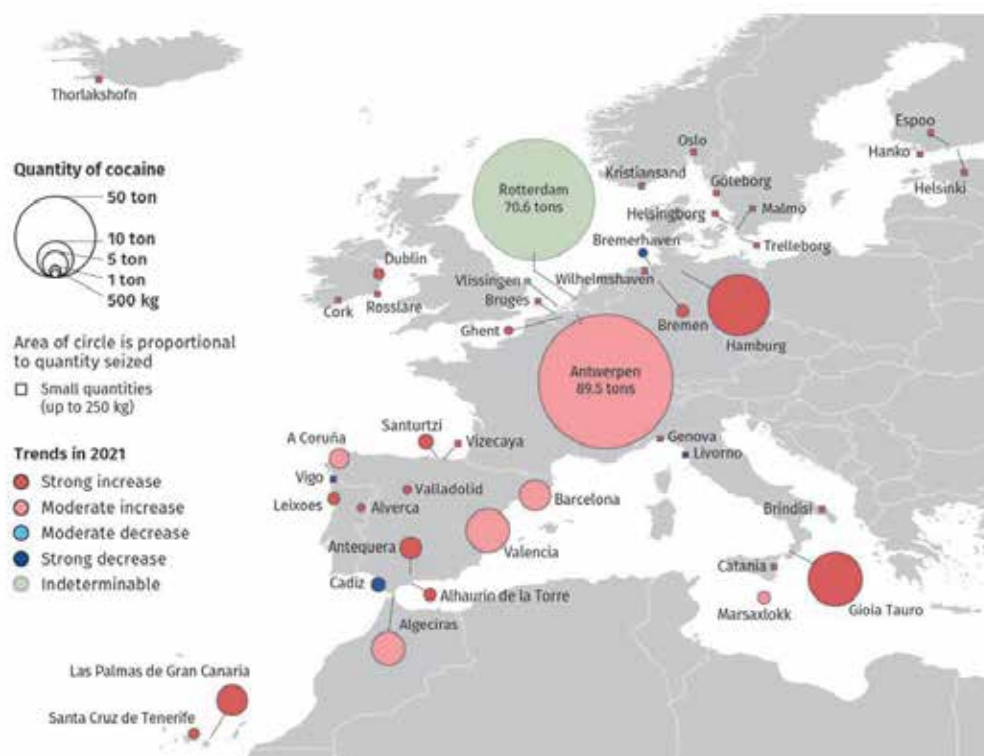 Thorlakshofn
Quantity of cocaine
50 ton
10 ton
5 ton
1 ton
500 kg
Area of circle is proportional
to quantity seized
Small quantities
(up to 250 kg)
Trends in 2021
Strong increase
Moderate increase
Moderate decrease
Strong decrease
Indeterminable
Espoo
Hanko
Helsinki
Oslo
Kristiansand
Göteborg
Helsingborg
Malmo
Trelleborg
Rotterdam
70.6 tons
Bremerhaven
Wilhelmshaven
Vlissingen
Bruges
Dublin
Rosslare
Cork
Ghent
Bremen
Hamburg
Antwerpen
89.5 tons
Santurtzi
A Coruña
Vizecaya
Genova
Livorno
Vigo
Valladolid
Leixoes
Alverca
Barcelona
Brindisi
Antequera
Valencia
Catania
Cadiz
Alhaurin de la Torre
Marsaxlokk
Gioia Tauro
Algeciras
Las Palmas de Gran Canaria
Santa Cruz de Tenerife